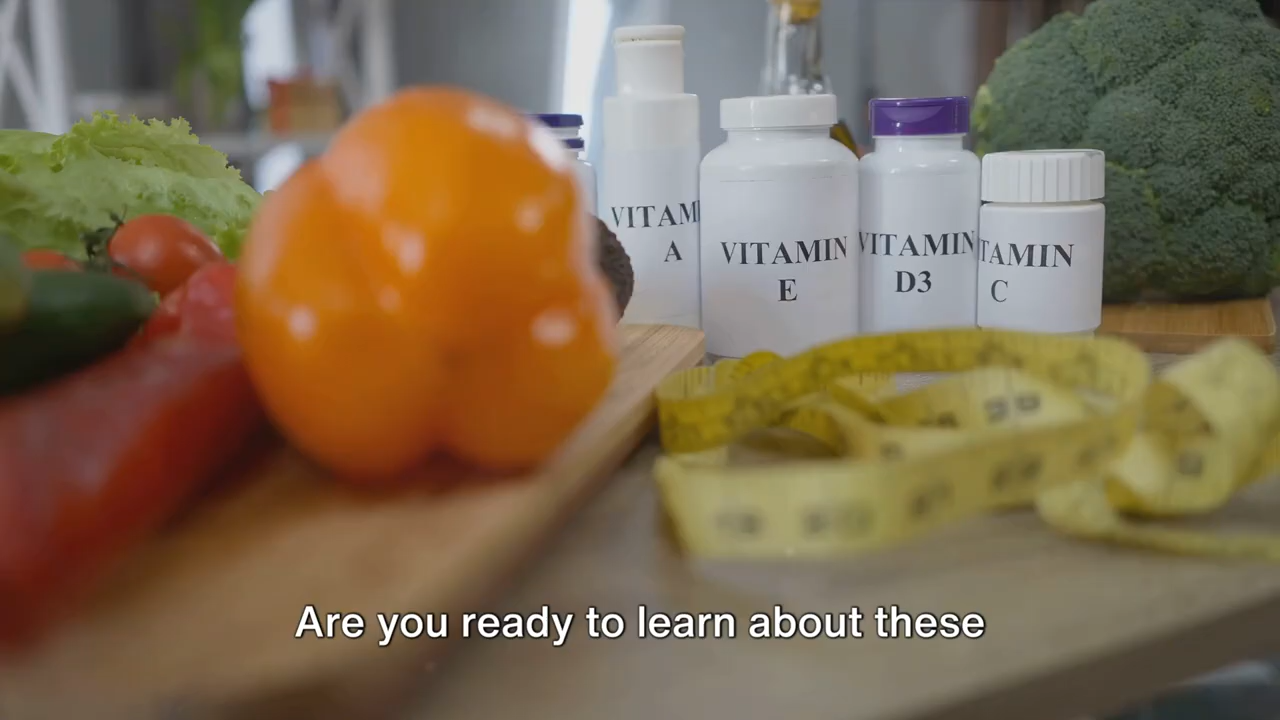 VITAMI
A
VITAMIN
E
VITAMIN
D3
TAMIN
C
Are you ready to learn about these